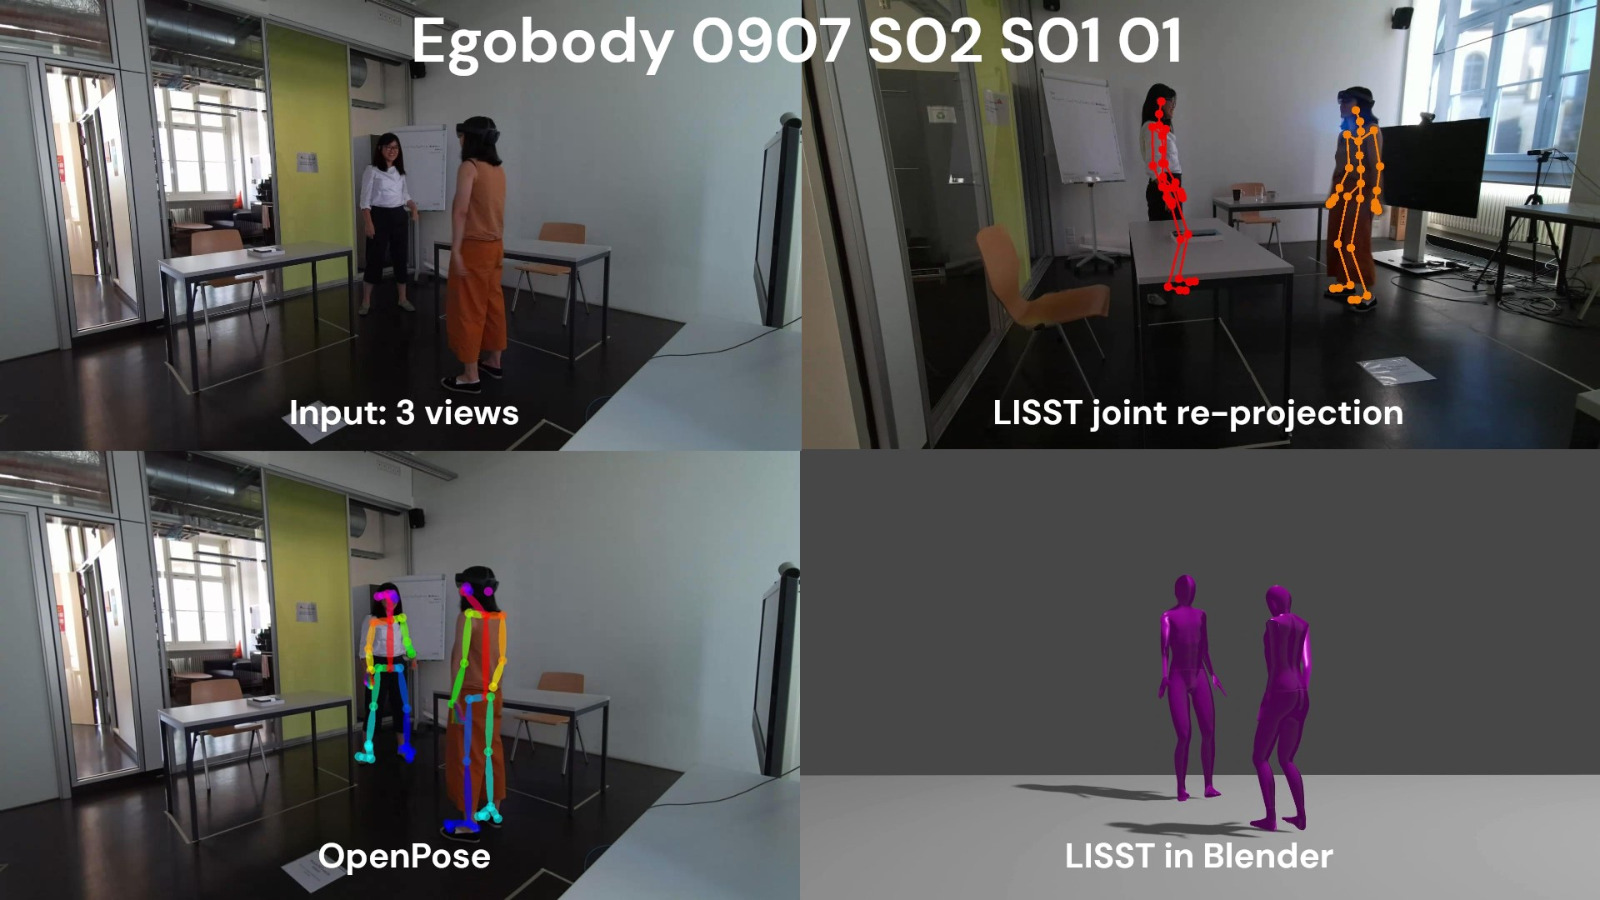 Egobody 0907 S02 S01 01
Input: 3 views
LISST joint re-projection
OpenPose
LISST in Blender